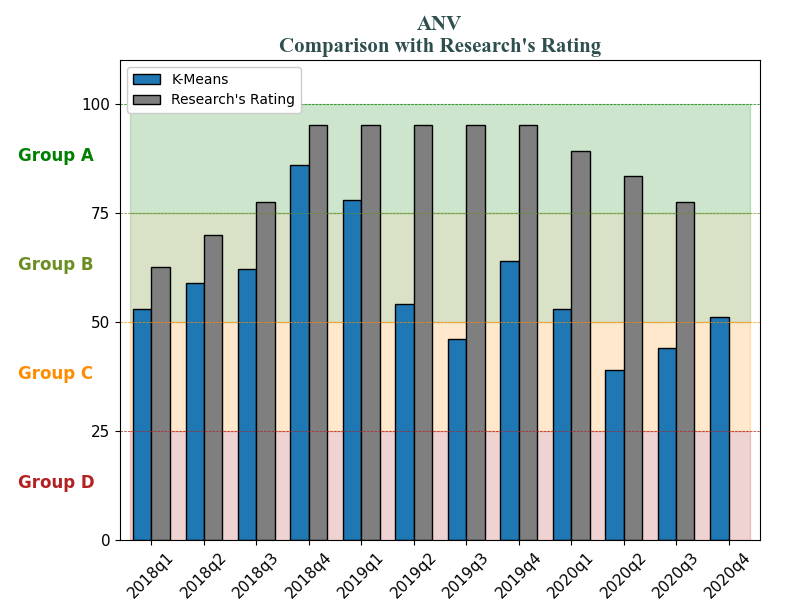 ANV
Comparison with Research's Rating
K-Means
Research's Rating
100
Group A
75
Group B
50
Group C
25
Group D
0
2018q1 2018q2 2018q3 2018q4 2019q1 2019q2 2019q3 2019q4 2020q1 2020q2 2020q3 2020q4